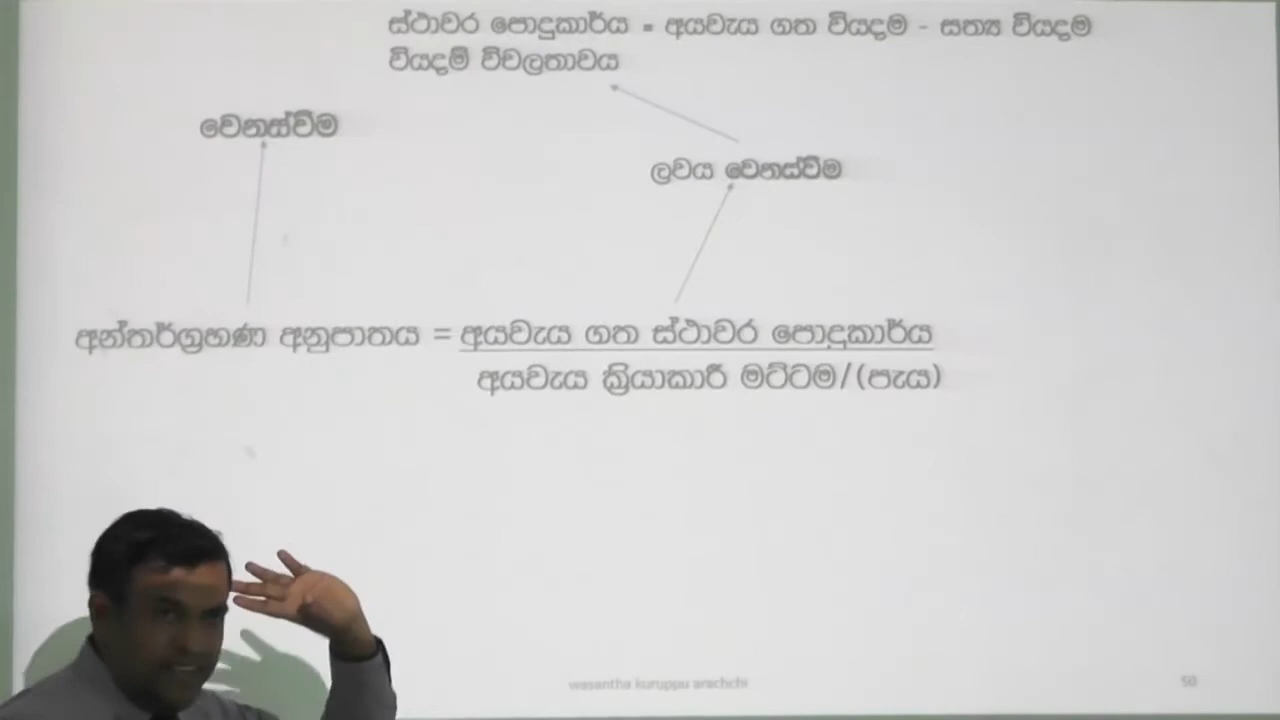 ස්ථාවර පොදුකාර්ය = අයවැය ගත වියදම - සත්‍ය වියදම
වියදම් විචලතාවය
වෙනස්වීම
ලවය වෙනස්වීම
අන්තර්ග්‍රහණ අනුපාතය = අයවැය ගත ස්ථාවර පොදුකාර්ය
අයවැය ක්‍රියාකාරී මට්ටම/(පැය)
wasantha kuruppu arachchi
50